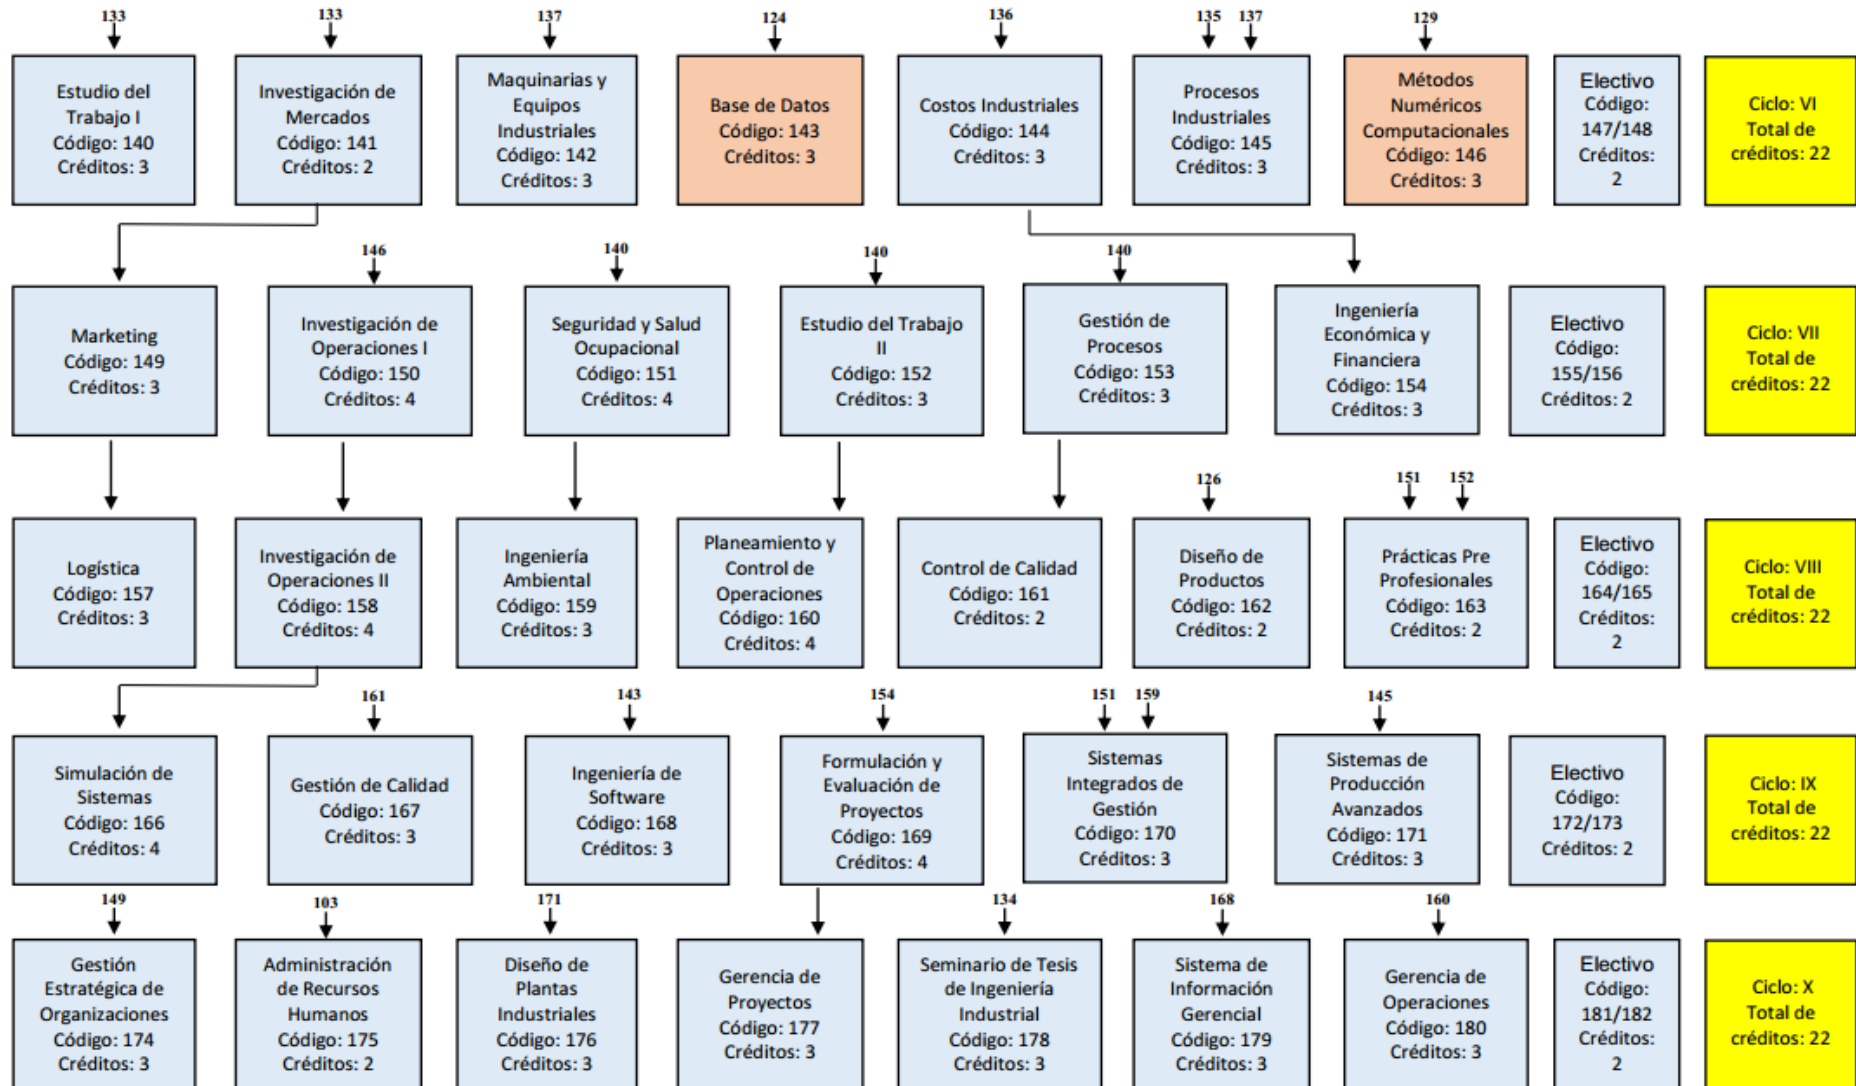 133
133
137
124
136
135
137
129
Estudio del
Trabajo I
Código: 140
Créditos: 3
Investigación de
Mercados
Código: 141
Créditos: 2
Maquinarias y
Equipos
Industriales
Código: 142
Créditos: 3
Base de Datos
Código: 143
Créditos: 3
Costos Industriales
Código: 144
Créditos: 3
Procesos
Industriales
Código: 145
Créditos: 3
Métodos
Numéricos
Computacionales
Código: 146
Créditos: 3
Electivo
Código:
147/148
Créditos:
2
Ciclo: VI
Total de
créditos: 22
146
140
140
140
Marketing
Código: 149
Créditos: 3
Investigación de
Operaciones I
Código: 150
Créditos: 4
Seguridad y Salud
Ocupacional
Código: 151
Créditos: 4
Estudio del Trabajo
II
Código: 152
Créditos: 3
Gestión de
Procesos
Código: 153
Créditos: 3
Ingeniería
Económica y
Financiera
Código: 154
Créditos: 3
Electivo
Código:
155/156
Créditos: 2
Ciclo: VII
Total de
créditos: 22
126
151
152
Logística
Código: 157
Créditos: 3
Investigación de
Operaciones II
Código: 158
Créditos: 4
Ingeniería
Ambiental
Código: 159
Créditos: 3
Planeamiento y
Control de
Operaciones
Código: 160
Créditos: 4
Control de Calidad
Código: 161
Créditos: 2
Diseño de
Productos
Código: 162
Créditos: 2
Prácticas Pre
Profesionales
Código: 163
Créditos: 2
Electivo
Código:
164/165
Créditos:
2
Ciclo: VIII
Total de
créditos: 22
161
143
154
151
159
145
Simulación de
Sistemas
Código: 166
Créditos: 4
Gestión de Calidad
Código: 167
Créditos: 3
Ingeniería de
Software
Código: 168
Créditos: 3
Formulación y
Evaluación de
Proyectos
Código: 169
Créditos: 4
Sistemas
Integrados de
Gestión
Código: 170
Créditos: 3
Sistemas de
Producción
Avanzados
Código: 171
Créditos: 3
Electivo
Código:
172/173
Créditos: 2
Ciclo: IX
Total de
créditos: 22
149
103
171
134
168
160
Gestión
Estratégica de
Organizaciones
Código: 174
Créditos: 3
Administración
de Recursos
Humanos
Código: 175
Créditos: 2
Diseño de
Plantas
Industriales
Código: 176
Créditos: 3
Gerencia de
Proyectos
Código: 177
Créditos: 3
Seminario de Tesis
de Ingeniería
Industrial
Código: 178
Créditos: 3
Sistema de
Información
Gerencial
Código: 179
Créditos: 3
Gerencia de
Operaciones
Código: 180
Créditos: 3
Electivo
Código:
181/182
Créditos:
2
Ciclo: X
Total de
créditos: 22